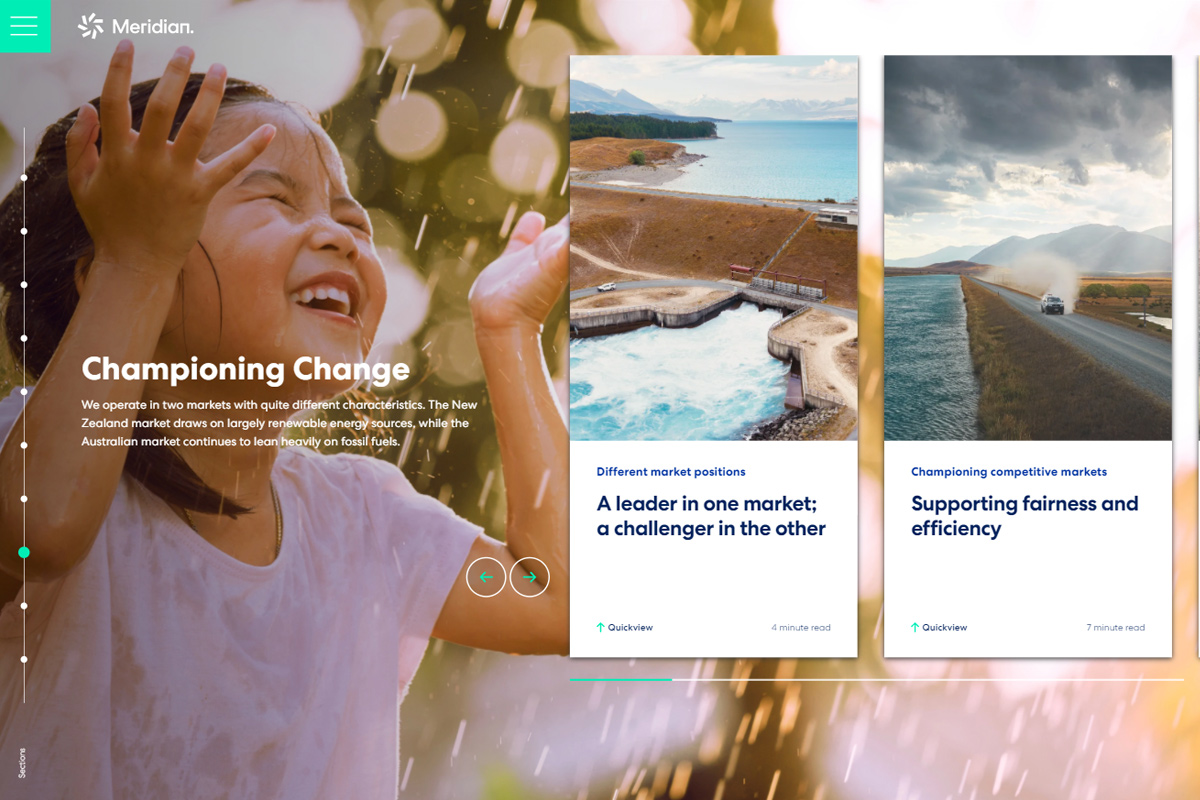 Meridian.
Championing Change
We operate in two markets with quite different characteristics. The New
Zealand market draws on largely renewable energy sources, while the
Australian market continues to lean heavily on fossil fuels.
Different market positions
A leader in one market;
a challenger in the other
Quickview
4 minute read
Championing competitive markets
Supporting fairness and
efficiency
Quickview
7 minute read
Sections